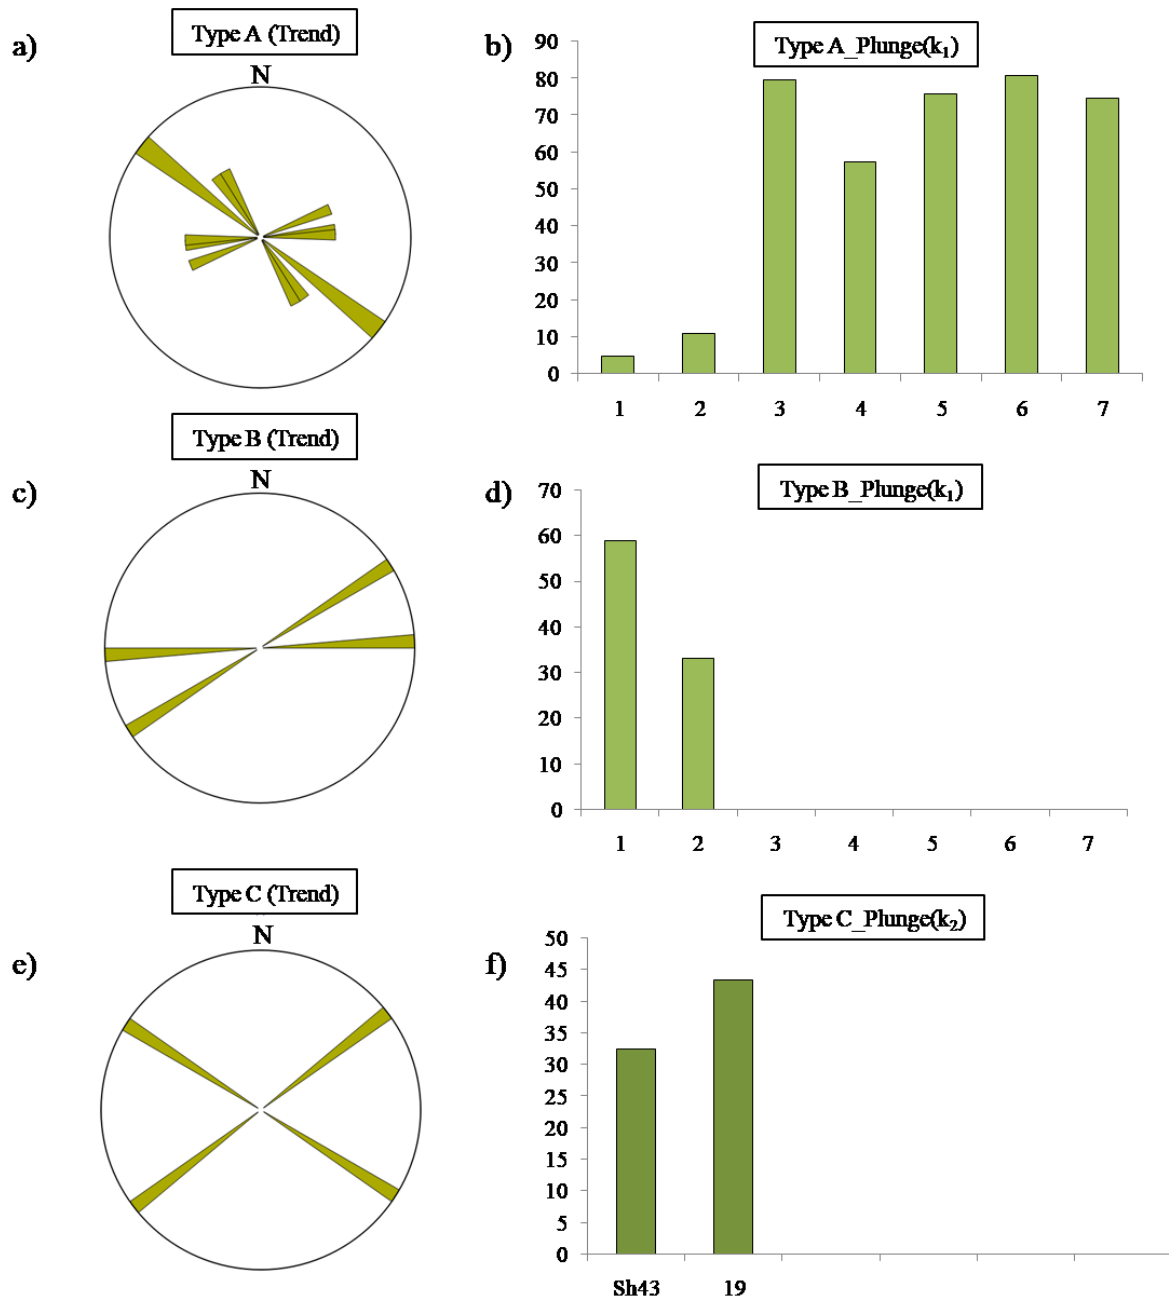 a)
Type A (Trend)
N
b)
Type A_Plunge(k₁)
90
80
70
60
50
40
30
20
10
0
1 2 3 4 5 6 7
c)
Type B (Trend)
N
d)
Type B_Plunge(k₁)
70
60
50
40
30
20
10
0
1 2 3 4 5 6 7
e)
Type C (Trend)
N
f)
Type C_Plunge(k₂)
50
45
40
35
30
25
20
15
10
5
0
Sh43 19